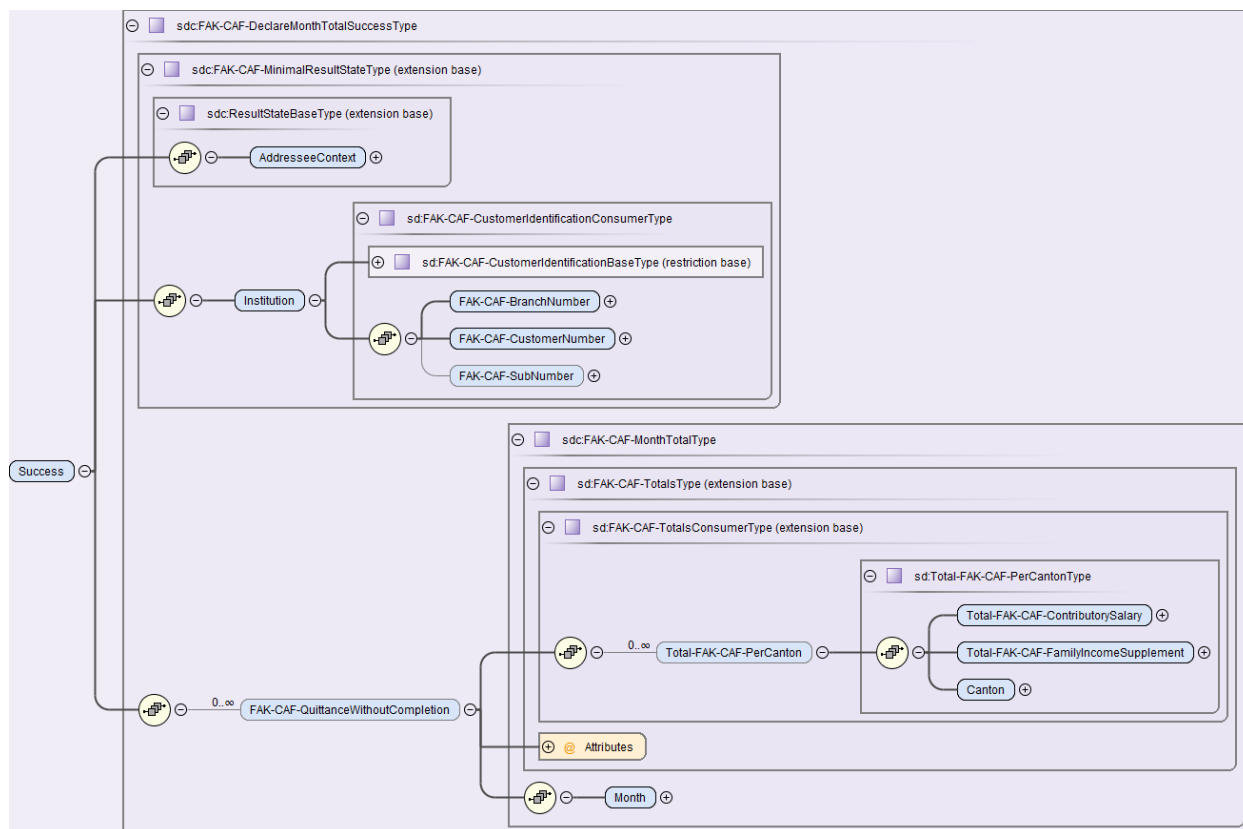 sdc:FAK-CAF-DeclareMonthTotalSuccessType
sdc:FAK-CAF-MinimalResultStateType (extension base)
sdc:ResultStateBaseType (extension base)
AddresseeContext
sd:FAK-CAF-CustomerIdentificationConsumerType
sd:FAK-CAF-CustomerIdentificationBaseType (restriction base)
Institution
FAK-CAF-BranchNumber
FAK-CAF-CustomerNumber
FAK-CAF-SubNumber
sdc:FAK-CAF-MonthTotalType
Success
sd:FAK-CAF-TotalsType (extension base)
sd:FAK-CAF-TotalsConsumerType (extension base)
sd:Total-FAK-CAF-PerCantonType
Total-FAK-CAF-ContributorySalary
0..∞ Total-FAK-CAF-PerCanton
Total-FAK-CAF-FamilyIncomeSupplement
Canton
0..∞ FAK-CAF-QuittanceWithoutCompletion
@ Attributes
Month